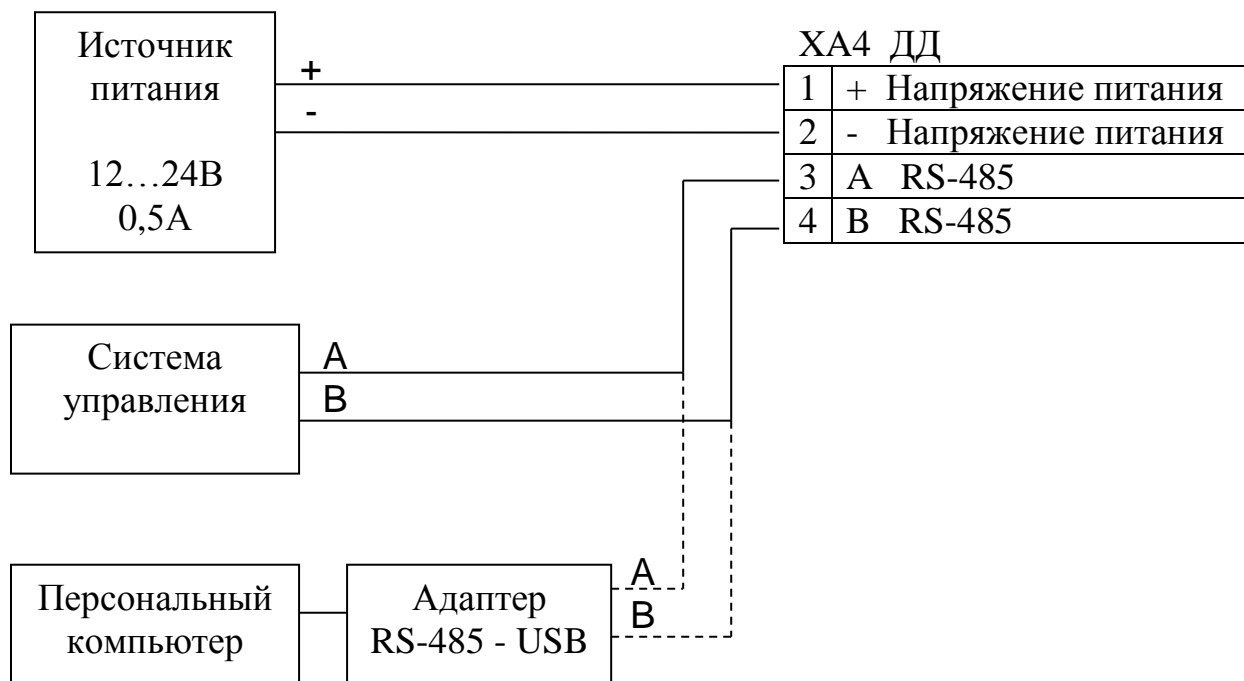 Источник
питания
12…24В
0,5А
+
-
ХА4 ДД
1 + Напряжение питания
2 - Напряжение питания
3 A RS-485
4 B RS-485
Система
управления
A
B
Персональный
компьютер
Адаптер
RS-485 - USB
A
B